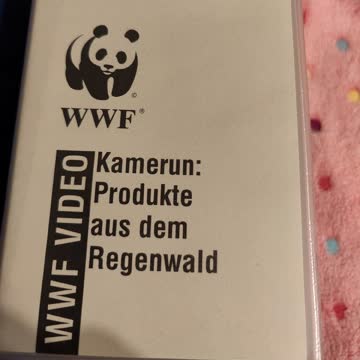 ©
WWF®
WWF VIDEO
Kamerun:
Produkte
aus dem
Regenwald